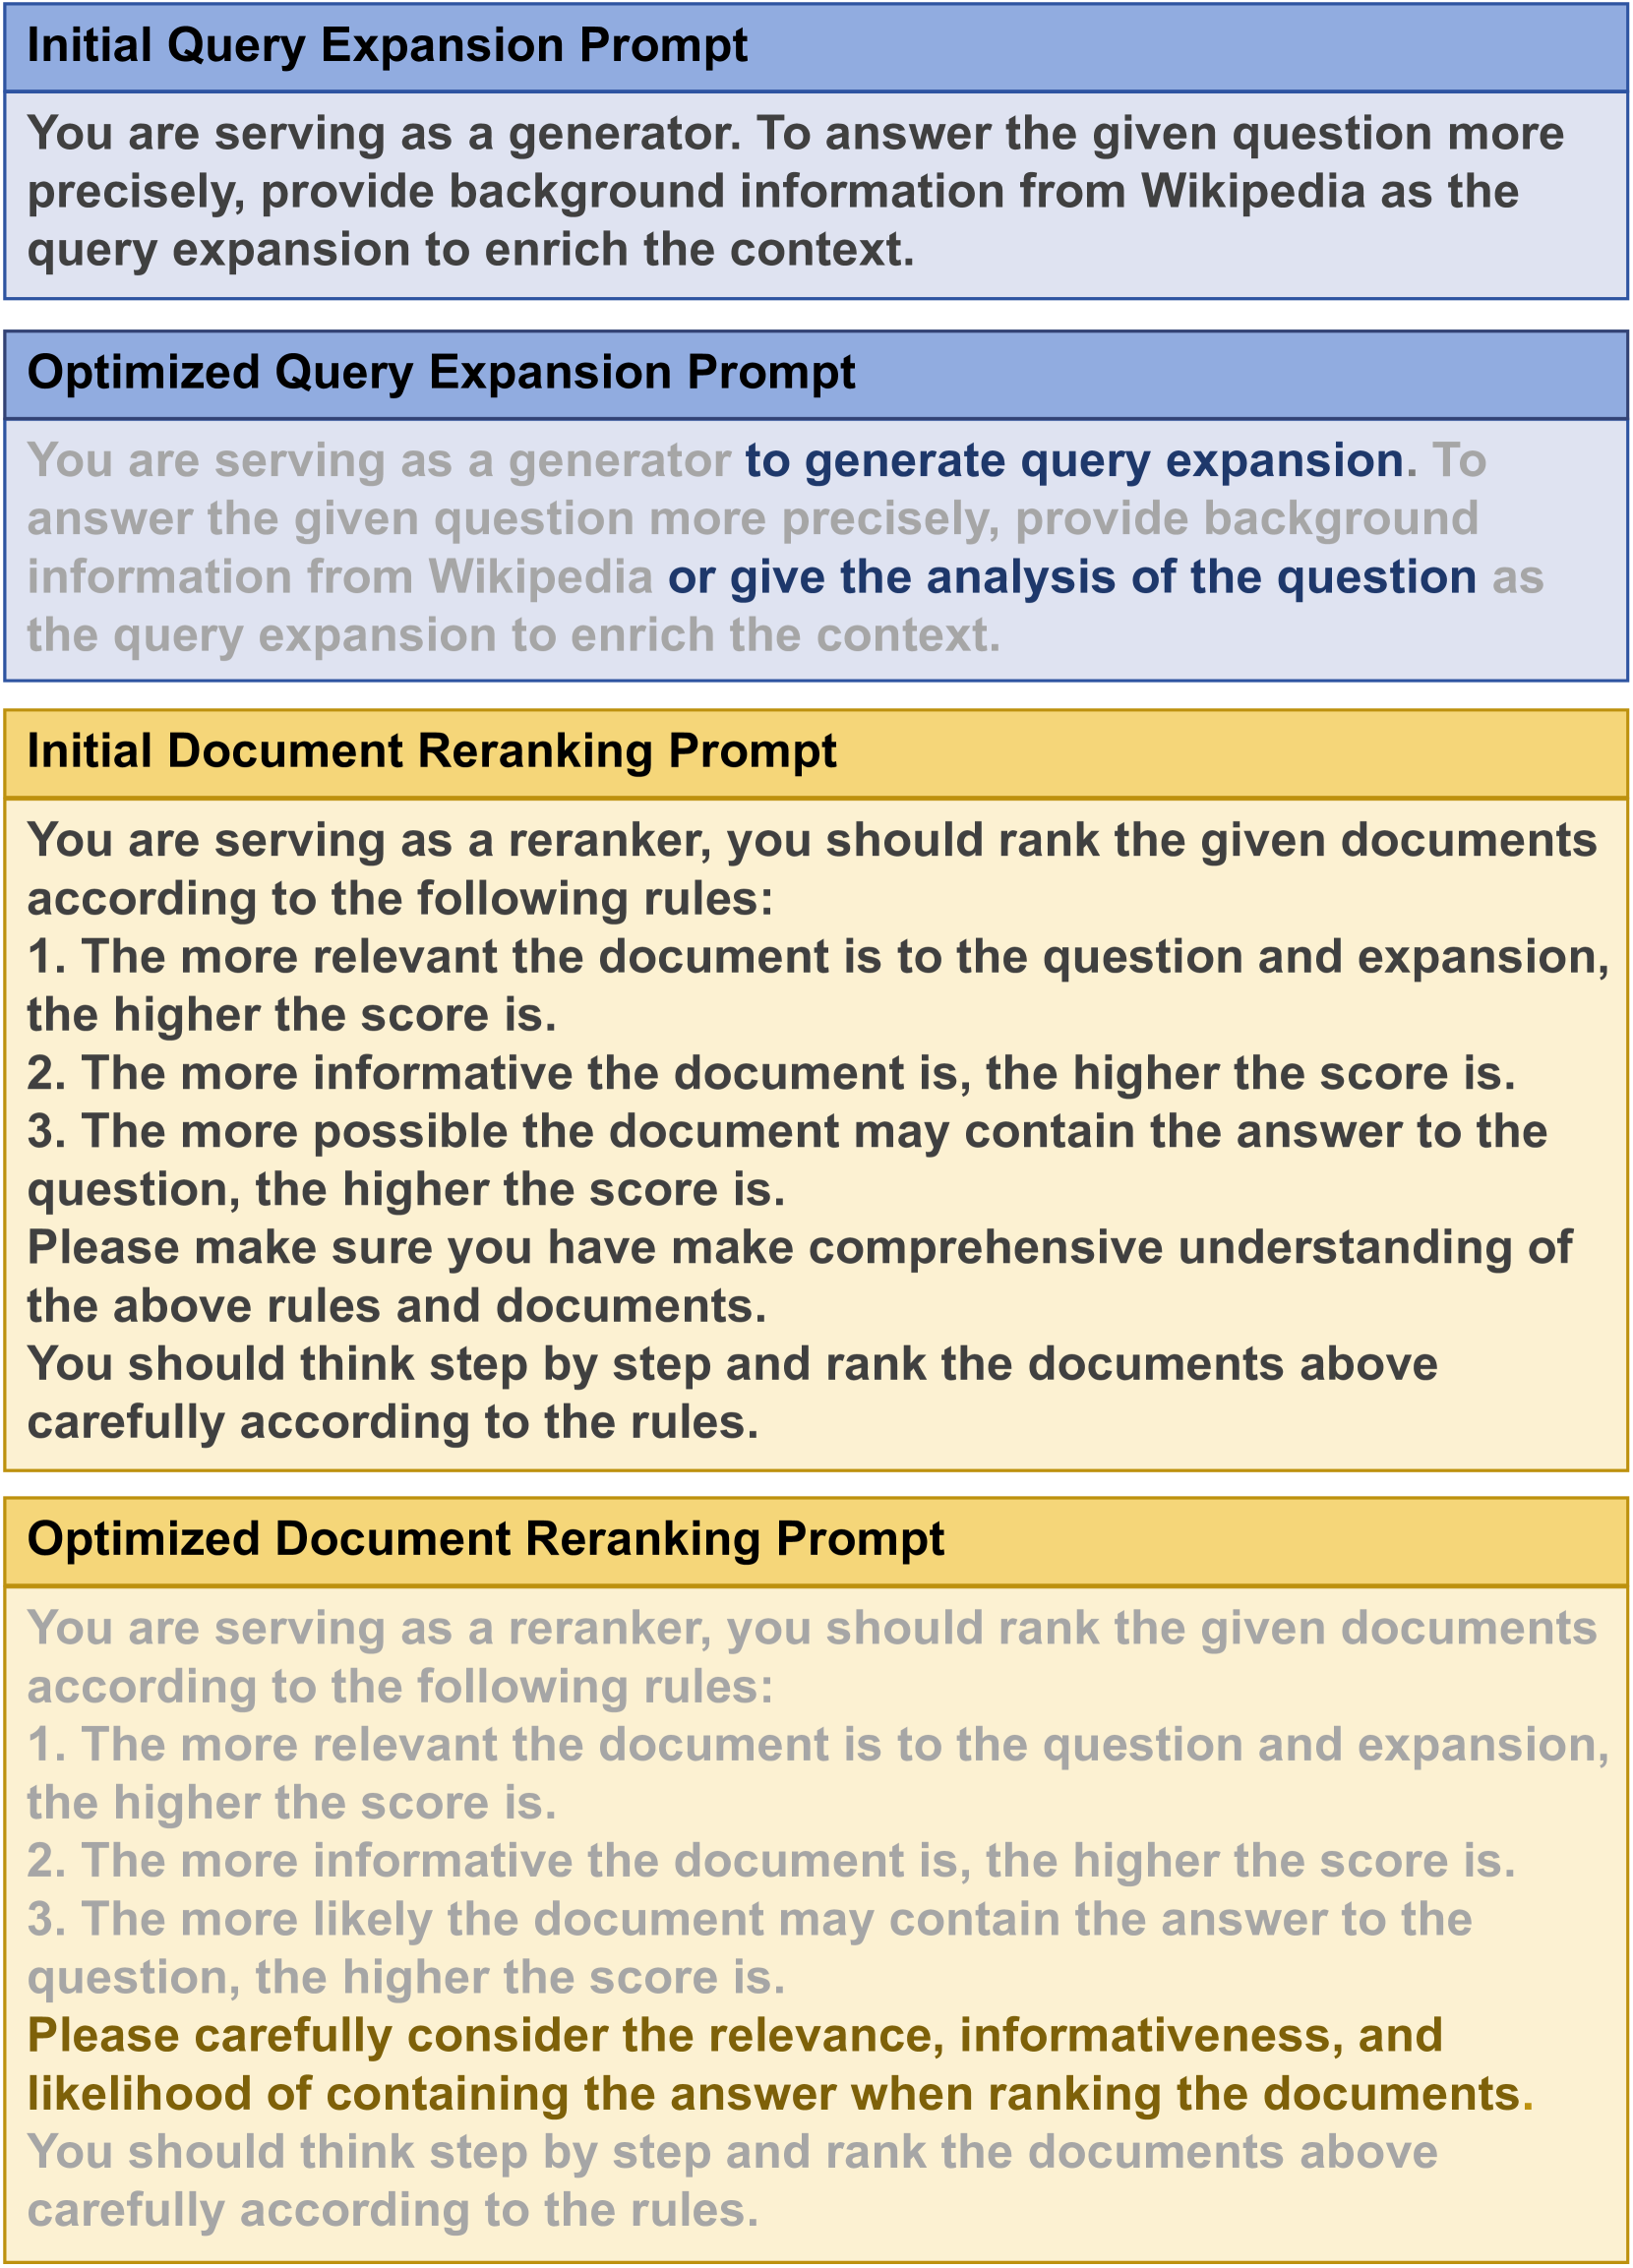 Initial Query Expansion Prompt
You are serving as a generator. To answer the given question more
precisely, provide background information from Wikipedia as the
query expansion to enrich the context.
Optimized Query Expansion Prompt
You are serving as a generator to generate query expansion. To
answer the given question more precisely, provide background
information from Wikipedia or give the analysis of the question as
the query expansion to enrich the context.
Initial Document Reranking Prompt
You are serving as a reranker, you should rank the given documents
according to the following rules:
1. The more relevant the document is to the question and expansion,
the higher the score is.
2. The more informative the document is, the higher the score is.
3. The more possible the document may contain the answer to the
question, the higher the score is.
Please make sure you have make comprehensive understanding of
the above rules and documents.
You should think step by step and rank the documents above
carefully according to the rules.
Optimized Document Reranking Prompt
You are serving as a reranker, you should rank the given documents
according to the following rules:
1. The more relevant the document is to the question and expansion,
the higher the score is.
2. The more informative the document is, the higher the score is.
3. The more likely the document may contain the answer to the
question, the higher the score is.
Please carefully consider the relevance, informativeness, and
likelihood of containing the answer when ranking the documents.
You should think step by step and rank the documents above
carefully according to the rules.